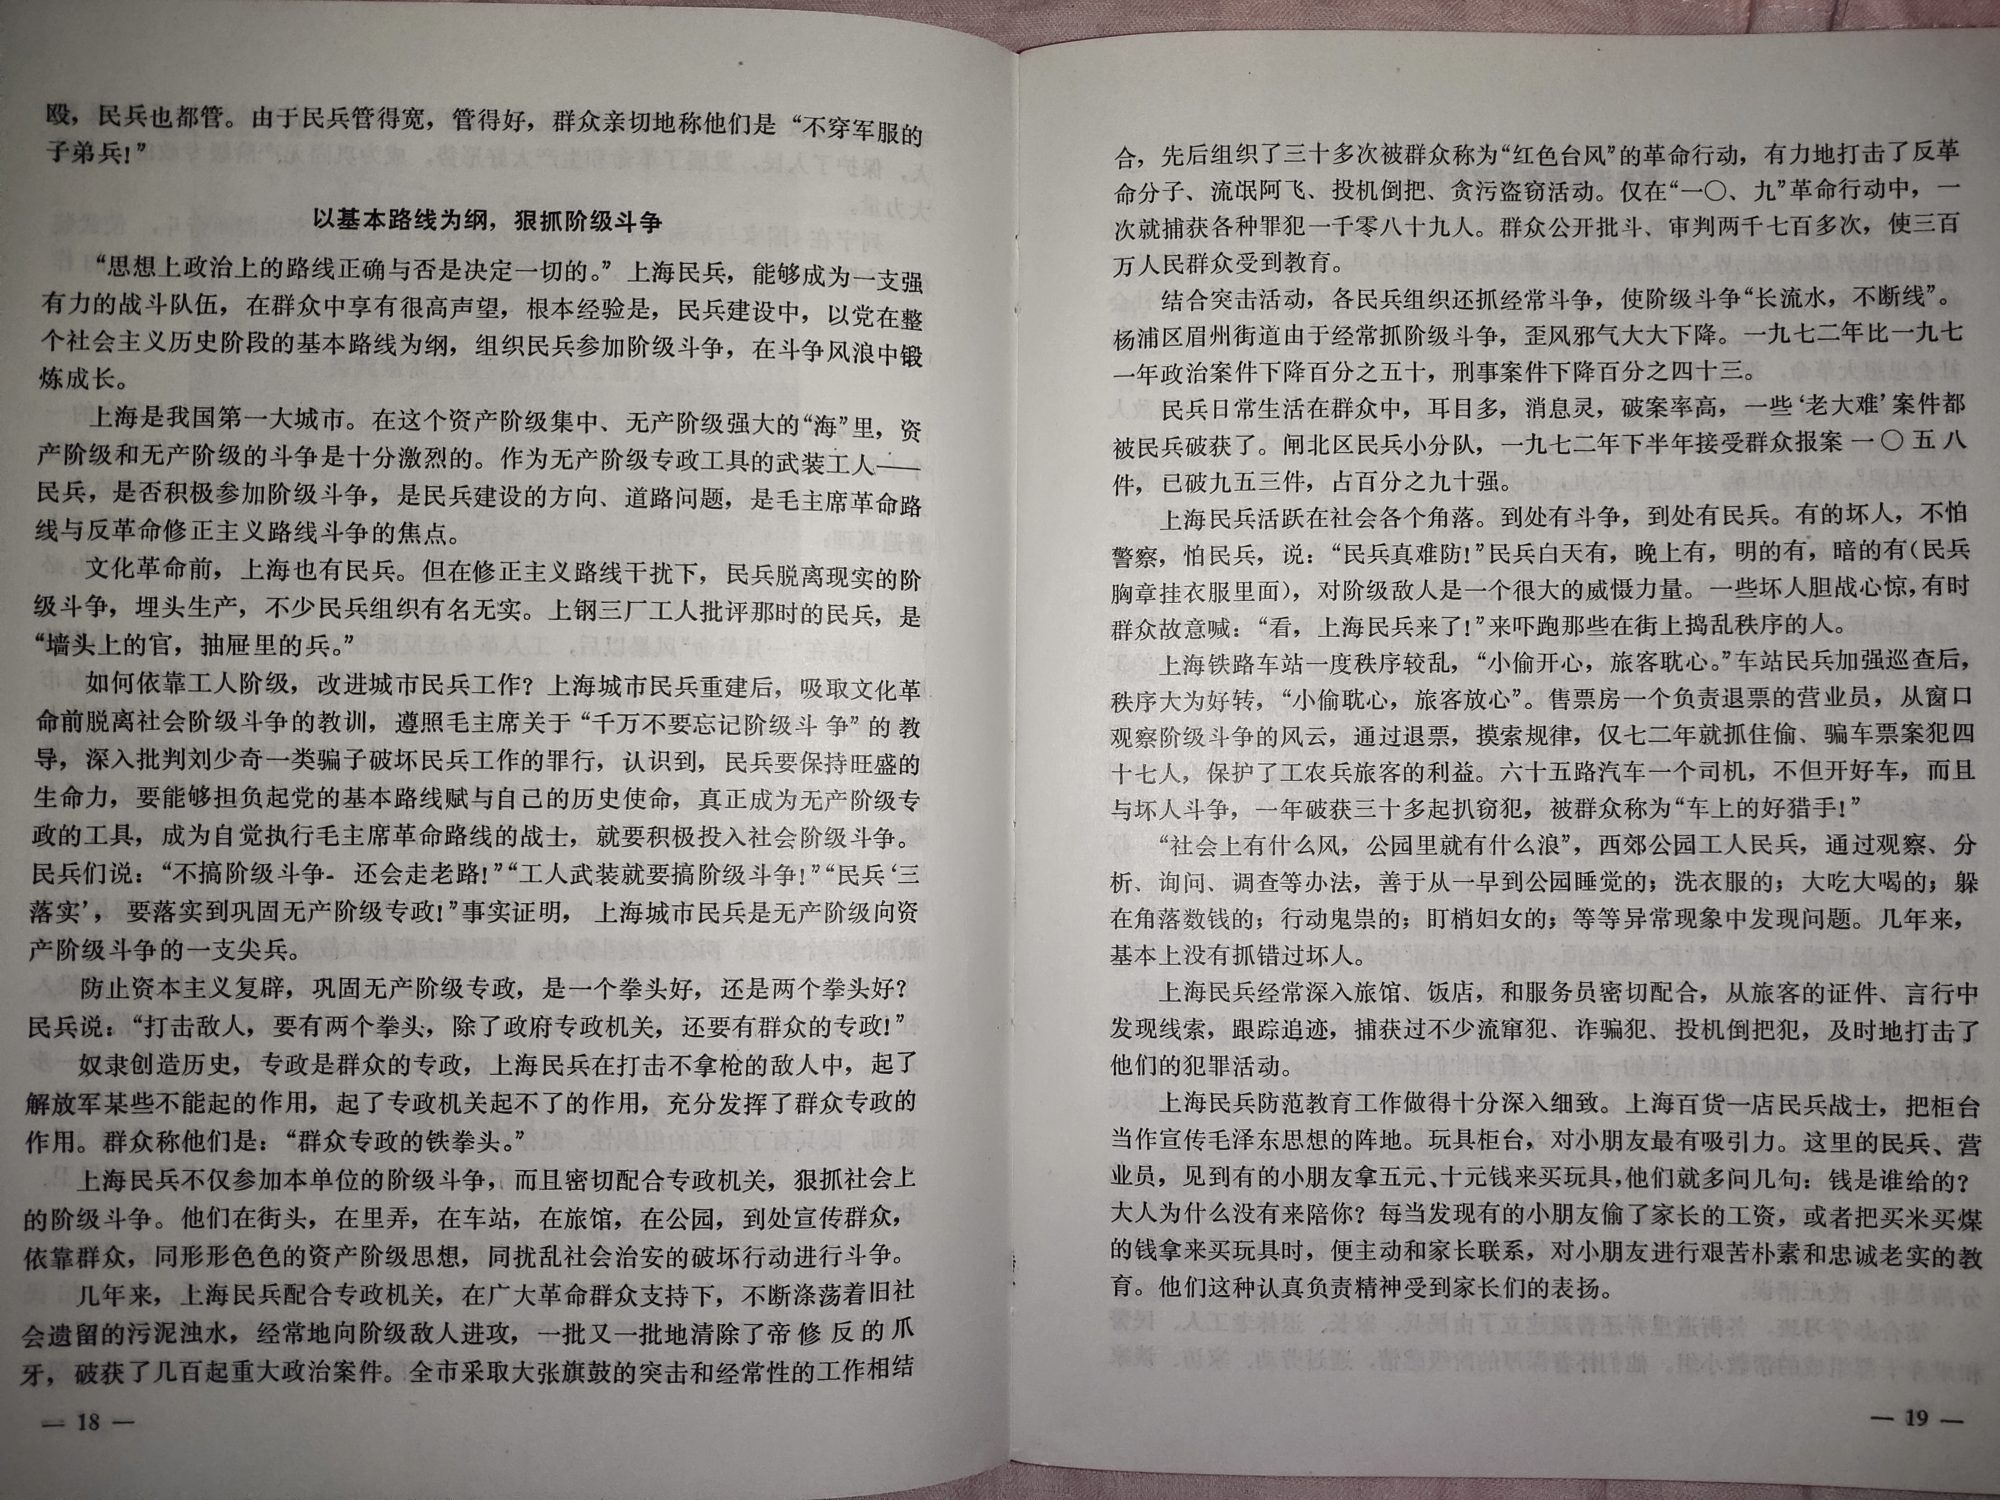 殴，民兵也都管。由于民兵管得宽，管得好，群众亲切地称他们是“不穿军服的
子弟兵！”
以基本路线为纲，狠抓阶级斗争
“思想上政治上的路线正确与否是决定一切的。”上海民兵，能够成为一支强
有力的战斗队伍，在群众中享有很高声望，根本经验是，民兵建设中，以党在整
个社会主义历史阶段的基本路线为纲，组织民兵参加阶级斗争，在斗争风浪中锻
炼成长。
上海是我国第一大城市。在这个资产阶级集中、无产阶级强大的“海”里，资
产阶级和无产阶级的斗争是十分激烈的。作为无产阶级专政工具的武装工人——
民兵，是否积极参加阶级斗争，是民兵建设的方向、道路问题，是毛主席革命路
线与反革命修正主义路线斗争的焦点。
文化革命前，上海也有民兵。但在修正主义路线干扰下，民兵脱离现实的阶
级斗争，埋头生产，不少民兵组织有名无实。上钢三厂工人批评那时的民兵，是
“墙头上的官，抽屉里的兵。”
如何依靠工人阶级，改进城市民兵工作？上海城市民兵重建后，吸取文化革
命前脱离社会阶级斗争的教训，遵照毛主席关于“千万不要忘记阶级斗争”的教
导，深入批判刘少奇一类骗子破坏民兵工作的罪行，认识到，民兵要保持旺盛的
生命力，要能够担负起党的基本路线赋与自己的历史使命，真正成为无产阶级专
政的工具，成为自觉执行毛主席革命路线的战士，就要积极投入社会阶级斗争。
民兵们说：“不搞阶级斗争- 还会走老路！”“工人武装就要搞阶级斗争！”“民兵‘三
落实’，要落实到巩固无产阶级专政！”事实证明，上海城市民兵是无产阶级向资
产阶级斗争的一支尖兵。
防止资本主义复辟，巩固无产阶级专政，是一个拳头好，还是两个拳头好？
民兵说：“打击敌人，要有两个拳头，除了政府专政机关，还要有群众的专政！”
奴隶创造历史，专政是群众的专政，上海民兵在打击不拿枪的敌人中，起了
解放军某些不能起的作用，起了专政机关起不了的作用，充分发挥了群众专政的
作用。群众称他们是：“群众专政的铁拳头。”
上海民兵不仅参加本单位的阶级斗争，而且密切配合专政机关，狠抓社会上
的阶级斗争。他们在街头，在里弄，在车站，在旅馆，在公园，到处宣传群众，
依靠群众，同形形色色的资产阶级思想，同扰乱社会治安的破坏行动进行斗争。
几年来，上海民兵配合专政机关，在广大革命群众支持下，不断涤荡着旧社
会遗留的污泥浊水，经常地向阶级敌人进攻，一批又一批地清除了帝修反的爪
牙，破获了几百起重大政治案件。全市采取大张旗鼓的突击和经常性的工作相结
— 18 —
合，先后组织了三十多次被群众称为“红色台风”的革命行动，有力地打击了反革
命分子、流氓阿飞、投机倒把、贪污盗窃活动。仅在“一〇、九”革命行动中，一
次就捕获各种罪犯一千零八十九人。群众公开批斗、审判两千七百多次，使三百
万人民群众受到教育。
结合突击活动，各民兵组织还抓经常斗争，使阶级斗争“长流水，不断线”。
杨浦区眉州街道由于经常抓阶级斗争，歪风邪气大大下降。一九七二年比一九七
一年政治案件下降百分之五十，刑事案件下降百分之四十三。
民兵日常生活在群众中，耳目多，消息灵，破案率高，一些‘老大难’案件都
被民兵破获了。闸北区民兵小分队，一九七二年下半年接受群众报案一〇五八
件，已破九五三件，占百分之九十强。
上海民兵活跃在社会各个角落。到处有斗争，到处有民兵。有的坏人，不怕
警察，怕民兵，说：“民兵真难防！”民兵白天有，晚上有，明的有，暗的有（民兵
胸章挂衣服里面），对阶级敌人是一个很大的威慑力量。一些坏人胆战心惊，有时
群众故意喊：“看，上海民兵来了！”来吓跑那些在街上捣乱秩序的人。
上海铁路车站一度秩序较乱，“小偷开心，旅客耽心。”车站民兵加强巡查后，
秩序大为好转，“小偷耽心，旅客放心”。售票房一个负责退票的营业员，从窗口
观察阶级斗争的风云，通过退票，摸索规律，仅七二年就抓住偷、骗车票案犯四
十七人，保护了工农兵旅客的利益。六十五路汽车一个司机，不但开好车，而且
与坏人斗争，一年破获三十多起扒窃犯，被群众称为“车上的好猎手！”
“社会上有什么风，公园里就有什么浪”，西郊公园工人民兵，通过观察、分
析、询问、调查等办法，善于从一早到公园睡觉的；洗衣服的；大吃大喝的；躲
在角落数钱的；行动鬼祟的；盯梢妇女的；等等异常现象中发现问题。几年来，
基本上没有抓错过坏人。
上海民兵经常深入旅馆、饭店，和服务员密切配合，从旅客的证件、言行中
发现线索，跟踪追迹，捕获过不少流窜犯、诈骗犯、投机倒把犯，及时地打击了
他们的犯罪活动。
上海民兵防范教育工作做得十分深入细致。上海百货一店民兵战士，把柜台
当作宣传毛泽东思想的阵地。玩具柜台，对小朋友最有吸引力。这里的民兵、营
业员，见到有的小朋友拿五元、十元钱来买玩具，他们就多问几句：钱是谁给的？
大人为什么没有来陪你？每当发现有的小朋友偷了家长的工资，或者把买米买煤
的钱拿来买玩具时，便主动和家长联系，对小朋友进行艰苦朴素和忠诚老实的教
育。他们这种认真负责精神受到家长们的表扬。
— 19 —